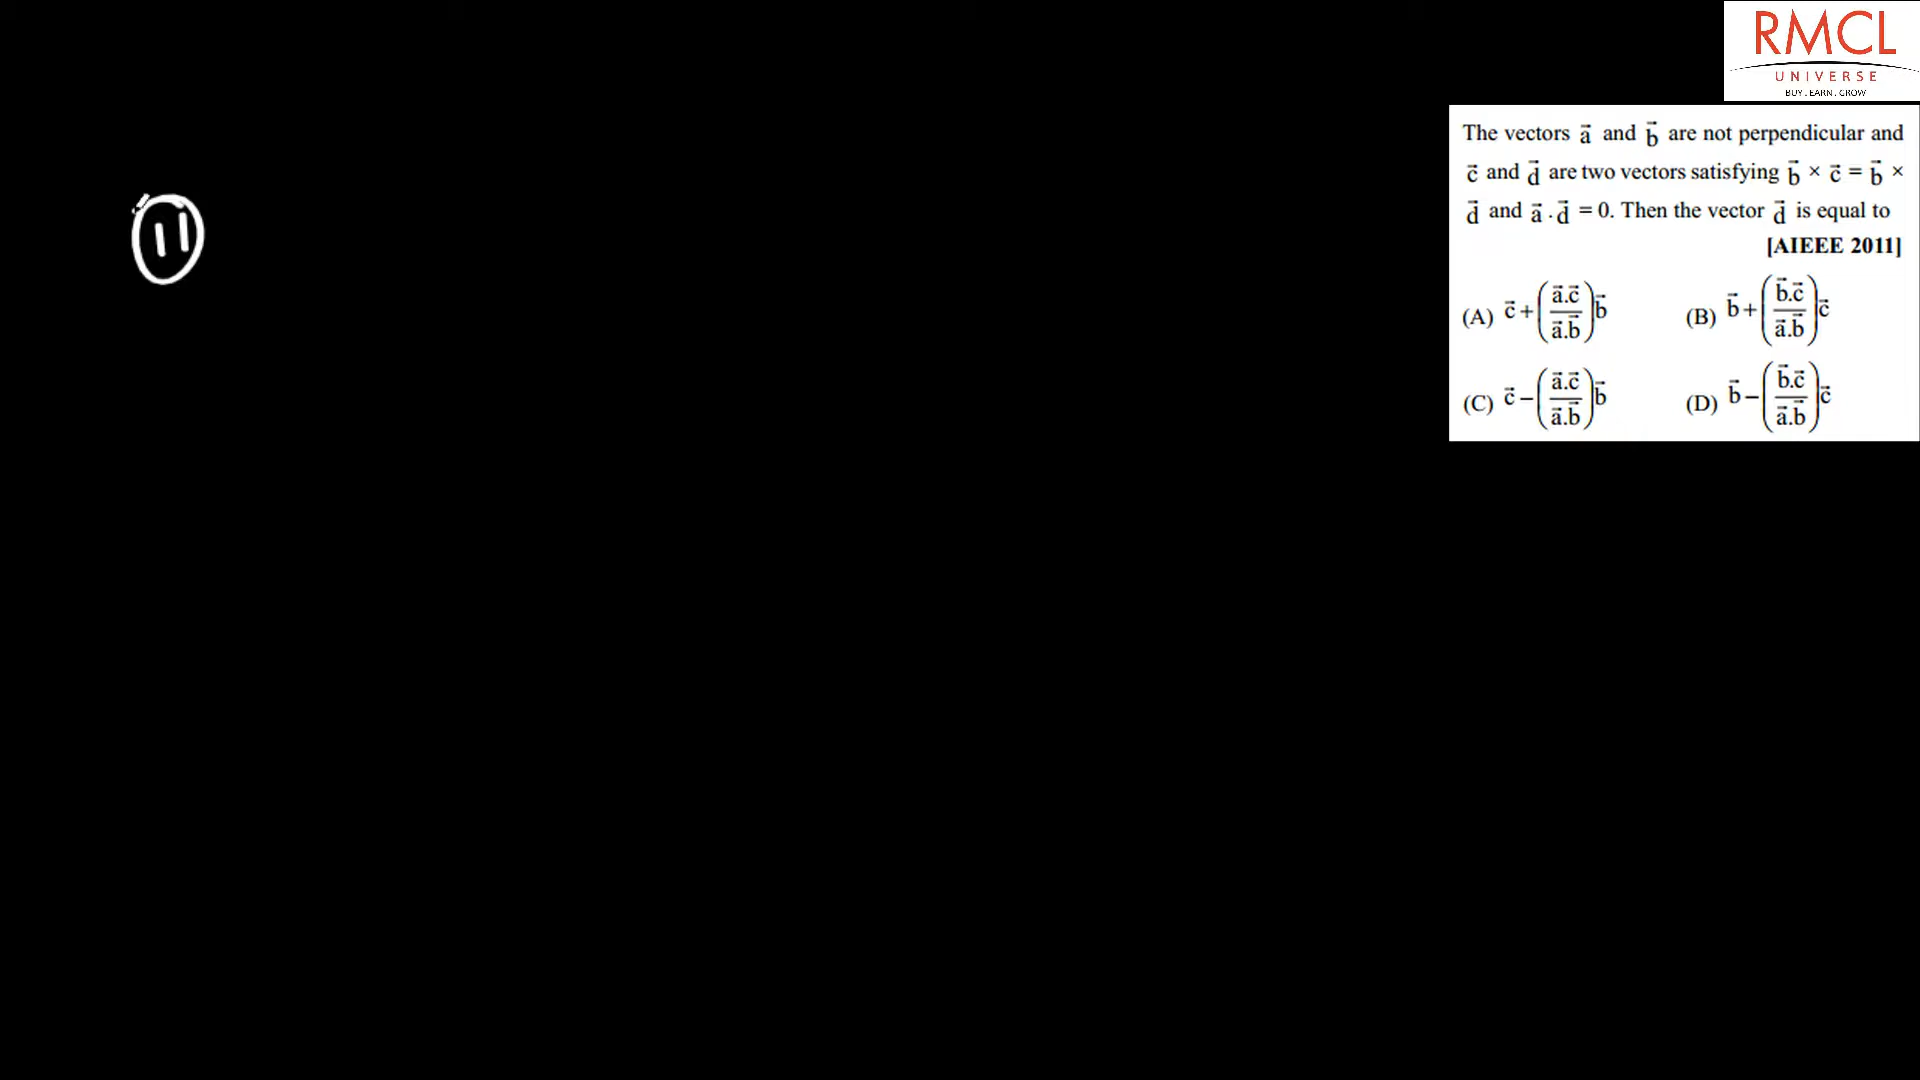 RMCL
UNIVERSE
BUY . EARN . GROW
The vectors a⃗ and b⃗ are not perpendicular and
c⃗ and d⃗ are two vectors satisfying b⃗ × c⃗ = b⃗ ×
d⃗ and a⃗ . d⃗ = 0. Then the vector d⃗ is equal to
[AIEEE 2011]
(A) c⃗ + (a⃗.c⃗ / a⃗.b⃗) b⃗ (B) b⃗ + (b⃗.c⃗ / a⃗.b⃗) c⃗
(C) c⃗ − (a⃗.c⃗ / a⃗.b⃗) b⃗ (D) b⃗ − (b⃗.c⃗ / a⃗.b⃗) c⃗
11